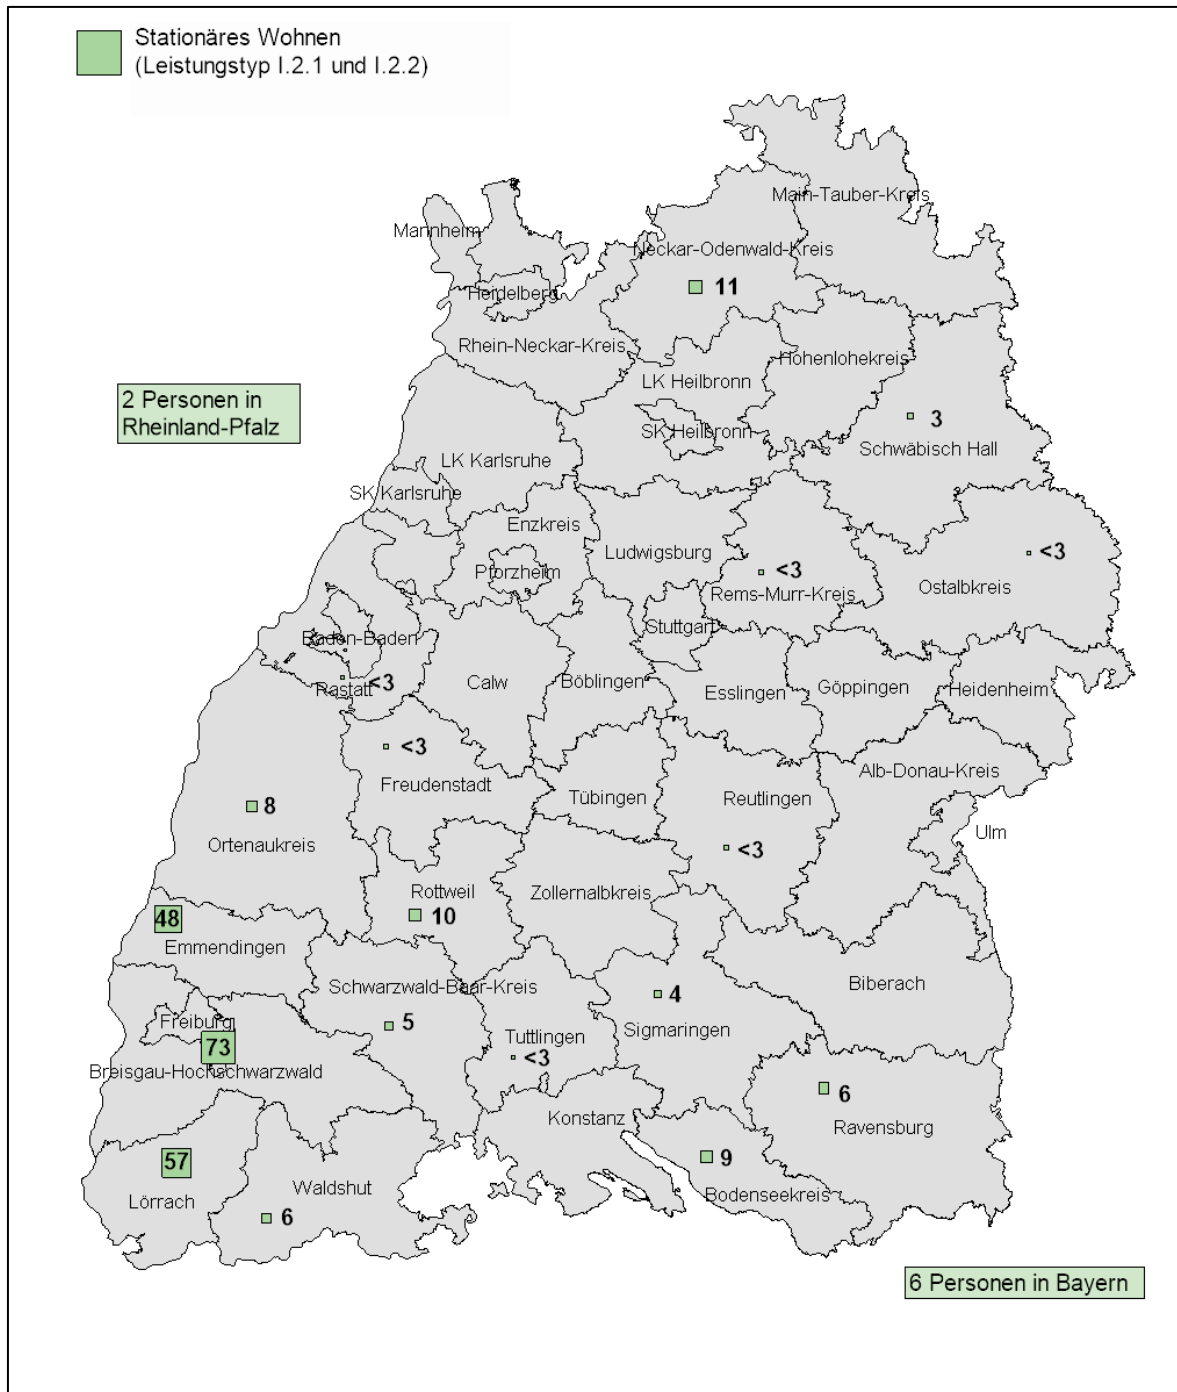 Stationäres Wohnen
(Leistungstyp I.2.1 und I.2.2)
Main-Tauber-Kreis
Mannheim
Neckar-Odenwald-Kreis
11
Heidelberg
Rhein-Neckar-Kreis
Hohenlohekreis
LK Heilbronn
2 Personen in
Rheinland-Pfalz
3
SK Heilbronn
Schwäbisch Hall
LK Karlsruhe
SK Karlsruhe
Enzkreis
Ludwigsburg
<3
Ostalbkreis
Pforzheim
<3
Rems-Murr-Kreis
Stuttgart
Baden-Baden
Rastatt
<3
Calw
Böblingen
Esslingen
Göppingen
Heidenheim
<3
Freudenstadt
Alb-Donau-Kreis
Tübingen
Reutlingen
8
Ortenaukreis
Ulm
<3
Rottweil
10
Zollernalbkreis
48
Emmendingen
Schwarzwald-Baar-Kreis
5
4
Sigmaringen
Biberach
Freiburg
73
Breisgau-Hochschwarzwald
Tuttlingen
<3
6
Ravensburg
Konstanz
57
Lörrach
Waldshut
6
9
Bodenseekreis
6 Personen in Bayern